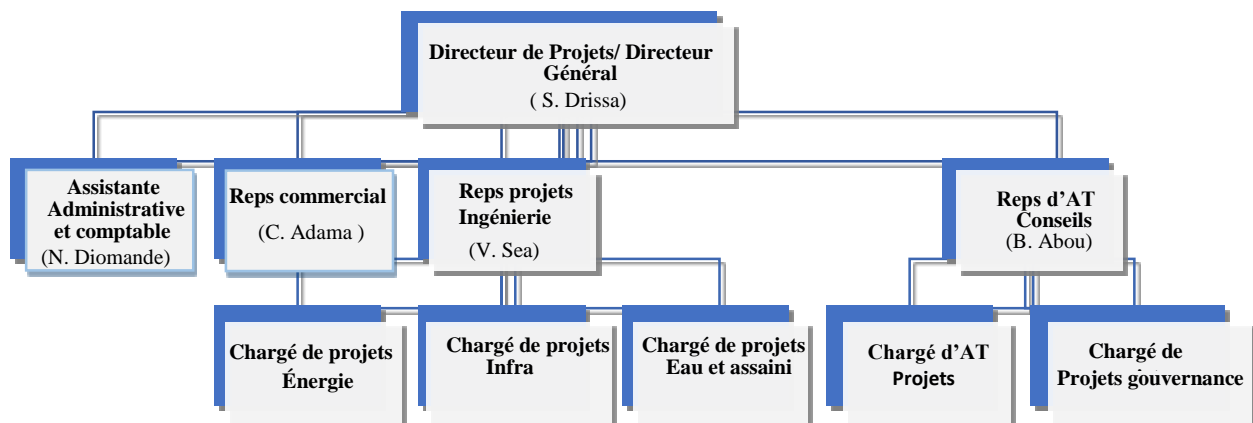 Directeur de Projets/ Directeur
Général
( S. Drissa)
Assistante
Administrative
et comptable
(N. Diomande)
Reps commercial
(C. Adama )
Reps projets
Ingénierie
(V. Sea)
Reps d’AT
Conseils
(B. Abou)
Chargé de projets
Énergie
Chargé de projets
Infra
Chargé de projets
Eau et assaini
Chargé d’AT
Projets
Chargé de
Projets gouvernance